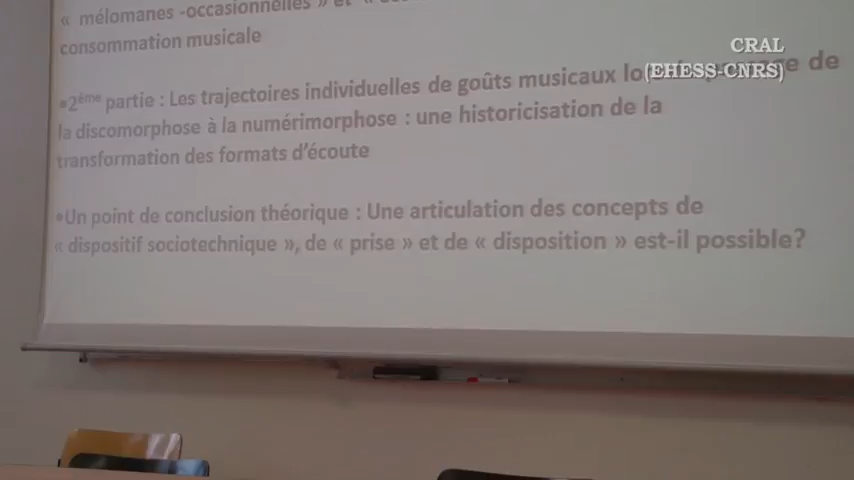 « mélomanes -occasionnelles » et «
consommation musicale
•2ème partie : Les trajectoires individuelles de goûts musicaux lo de
la discomorphose à la numérimorphose : une historicisation de la
transformation des formats d'écoute
•Un point de conclusion théorique : Une articulation des concepts de
« dispositif sociotechnique », de « prise » et de « disposition » est-il possible?
CRAL
(EHESS-CNRS)